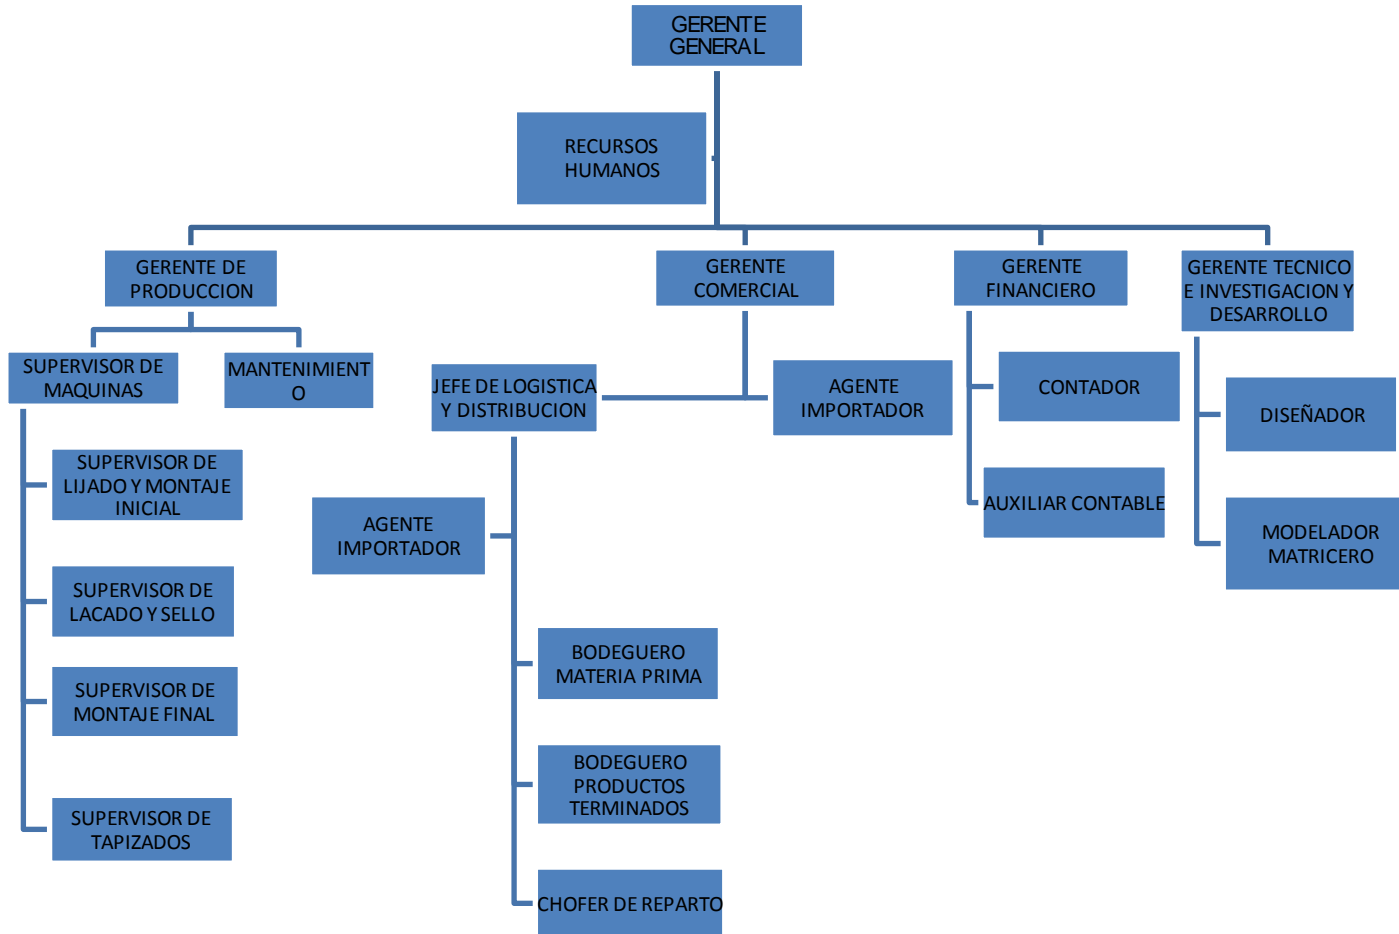 GERENTE
GENERAL
RECURSOS
HUMANOS
GERENTE DE
PRODUCCION
GERENTE
COMERCIAL
GERENTE
FINANCIERO
GERENTE TECNICO
E INVESTIGACION Y
DESARROLLO
SUPERVISOR DE
MAQUINAS
MANTENIMIENT
O
JEFE DE LOGISTICA
Y DISTRIBUCION
AGENTE
IMPORTADOR
CONTADOR
DISEÑADOR
SUPERVISOR DE
LIJADO Y MONTAJE
INICIAL
AGENTE
IMPORTADOR
AUXILIAR CONTABLE
MODELADOR
MATRICERO
SUPERVISOR DE
LACADO Y SELLO
BODEGUERO
MATERIA PRIMA
SUPERVISOR DE
MONTAJE FINAL
BODEGUERO
PRODUCTOS
TERMINADOS
SUPERVISOR DE
TAPIZADOS
CHOFER DE REPARTO